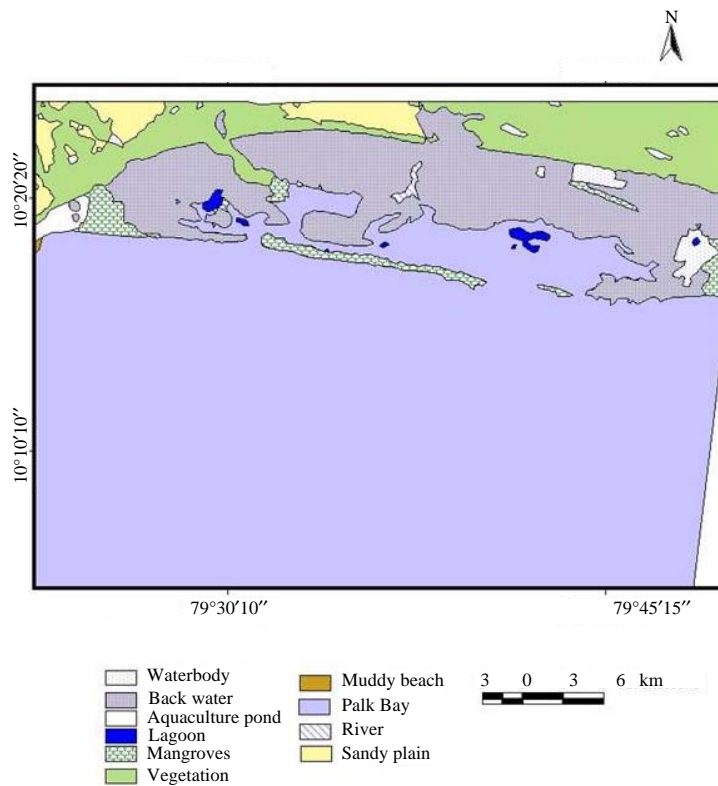 N
10°20′20″
10°10′10″
79°30′10″ 79°45′15″
Waterbody
Back water
Aquaculture pond
Lagoon
Mangroves
Vegetation
Muddy beach
Palk Bay
River
Sandy plain
3 0 3 6 km